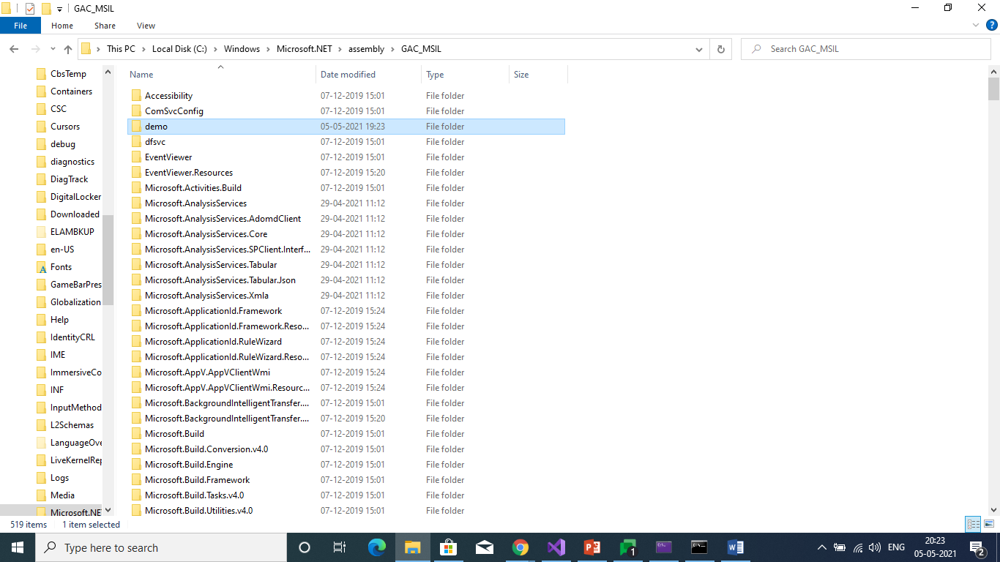 GAC_MSIL
File Home Share View
This PC Local Disk (C:) Windows Microsoft.NET assembly GAC_MSIL
Search GAC_MSIL
CbsTemp
Containers
CSC
Cursors
debug
diagnostics
DiagTrack
DigitalLocker
Downloaded
ELAMBKUP
en-US
Fonts
GameBarPres
Globalization
Help
IdentityCRL
IME
ImmersiveCo
INF
InputMethod
L2Schemas
LanguageOve
LiveKernelRep
Logs
Media
Microsoft.NET
Name Date modified Type Size
Accessibility 07-12-2019 15:01 File folder
ComSvcConfig 07-12-2019 15:01 File folder
demo 05-05-2021 19:23 File folder
dfsvc 07-12-2019 15:01 File folder
EventViewer 07-12-2019 15:01 File folder
EventViewer.Resources 07-12-2019 15:20 File folder
Microsoft.Activities.Build 07-12-2019 15:01 File folder
Microsoft.AnalysisServices 29-04-2021 11:12 File folder
Microsoft.AnalysisServices.AdomdClient 29-04-2021 11:12 File folder
Microsoft.AnalysisServices.Core 29-04-2021 11:12 File folder
Microsoft.AnalysisServices.SPClient.Interf... 29-04-2021 11:12 File folder
Microsoft.AnalysisServices.Tabular 29-04-2021 11:12 File folder
Microsoft.AnalysisServices.Tabular.Json 29-04-2021 11:12 File folder
Microsoft.AnalysisServices.Xmla 29-04-2021 11:12 File folder
Microsoft.ApplicationId.Framework 07-12-2019 15:24 File folder
Microsoft.ApplicationId.Framework.Reso... 07-12-2019 15:24 File folder
Microsoft.ApplicationId.RuleWizard 07-12-2019 15:24 File folder
Microsoft.ApplicationId.RuleWizard.Reso... 07-12-2019 15:24 File folder
Microsoft.AppV.AppVClientWmi 07-12-2019 15:24 File folder
Microsoft.AppV.AppVClientWmi.Resourc... 07-12-2019 15:24 File folder
Microsoft.BackgroundIntelligentTransfer.... 07-12-2019 15:01 File folder
Microsoft.BackgroundIntelligentTransfer.... 07-12-2019 15:20 File folder
Microsoft.Build 07-12-2019 15:01 File folder
Microsoft.Build.Conversion.v4.0 07-12-2019 15:01 File folder
Microsoft.Build.Engine 07-12-2019 15:01 File folder
Microsoft.Build.Framework 07-12-2019 15:01 File folder
Microsoft.Build.Tasks.v4.0 07-12-2019 15:01 File folder
Microsoft.Build.Utilities.v4.0 07-12-2019 15:01 File folder
519 items 1 item selected
Type here to search
1
ENG
20:23
05-05-2021
2